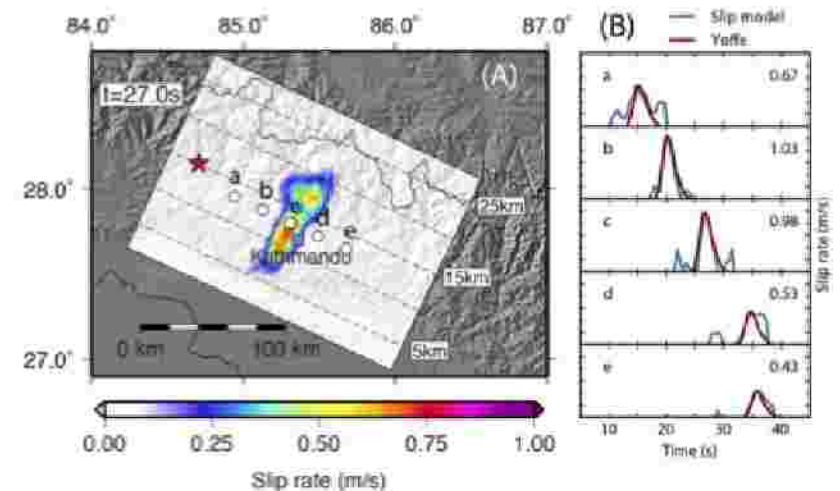 84.0° 85.0° 86.0° 87.0°
(A)
t=27.0s
28.0°
27.0°
a
b
c
d
e
Kathmandu
25km
15km
5km
0 km 100 km
0.00 0.25 0.50 0.75 1.00
Slip rate (m/s)
(B)
Slip model
Yoffe
a 0.67
b 1.03
c 0.98
d 0.53
e 0.43
Slip rate (m/s)
10 20 30 40
Time (s)